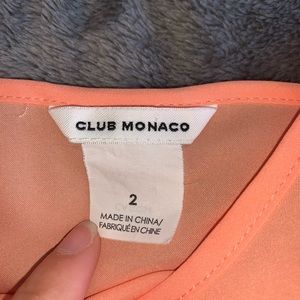 CLUB MONACO
2
MADE IN CHINA/
FABRIQUÉ EN CHINE